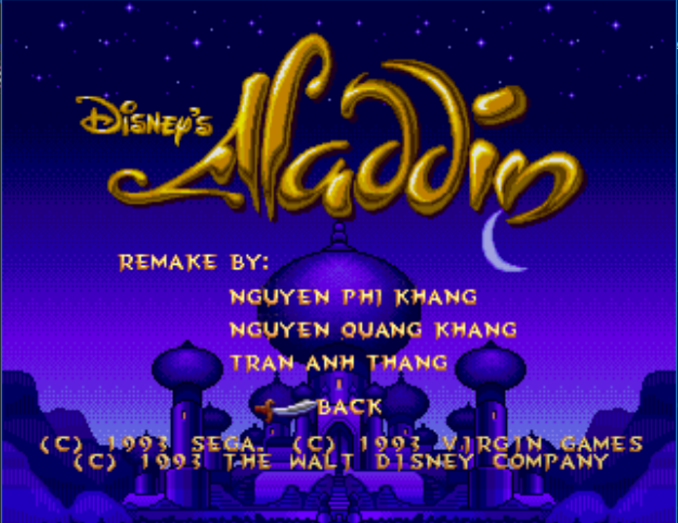 DISNEY'S
Aladdin
REMAKE BY:
NGUYEN PHI KHANG
NGUYEN QUANG KHANG
TRAN ANH THANG
BACK
(C) 1993 SEGA. (C) 1993 VIRGIN GAMES
(C) 1993 THE WALT DISNEY COMPANY